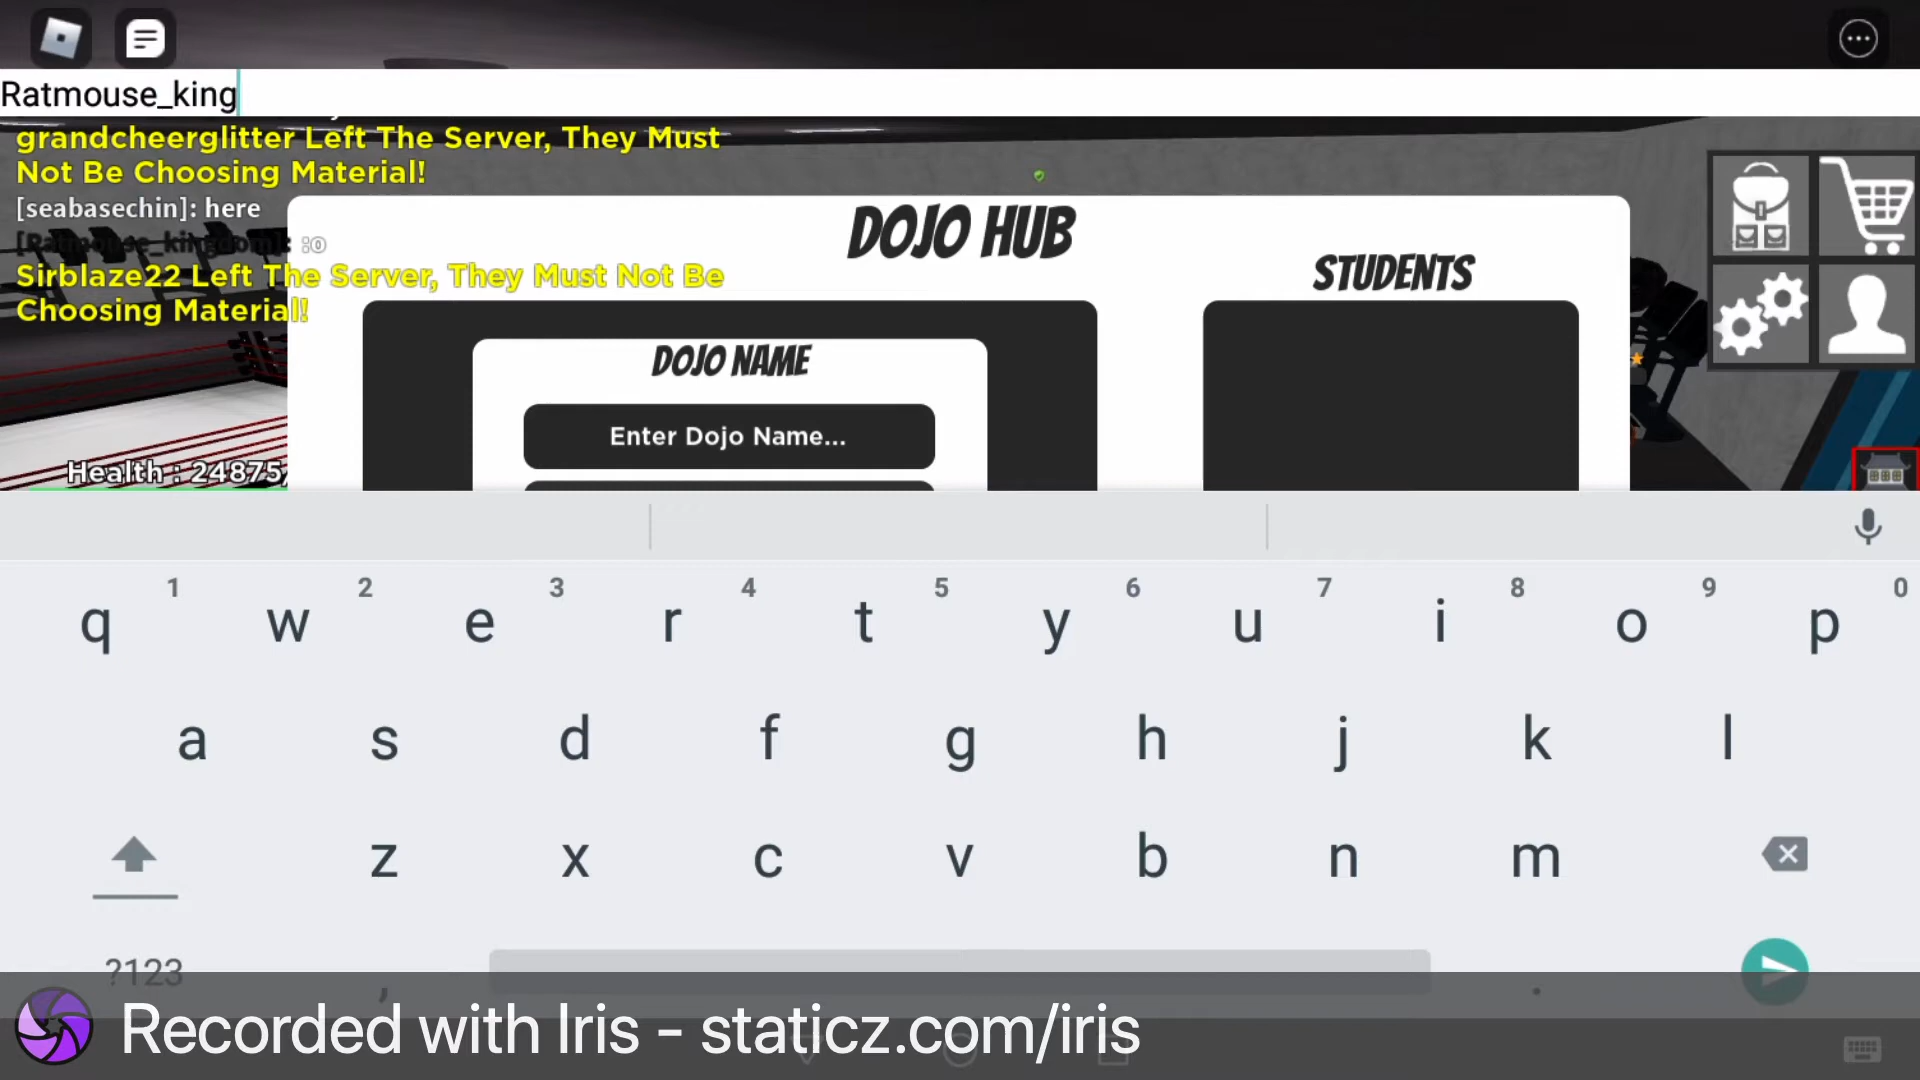 Ratmouse_king
grandcheerglitter Left The Server, They Must
Not Be Choosing Material!
[seabasechin]: here
[Ratmouse_kingdom]: :o
Sirblaze22 Left The Server, They Must Not Be
Choosing Material!
DOJO HUB
STUDENTS
DOJO NAME
Enter Dojo Name...
Health : 24875/
1 2 3 4 5 6 7 8 9 0
q w e r t y u i o p
a s d f g h j k l
z x c v b n m
?123 , .
Recorded with Iris - staticz.com/iris